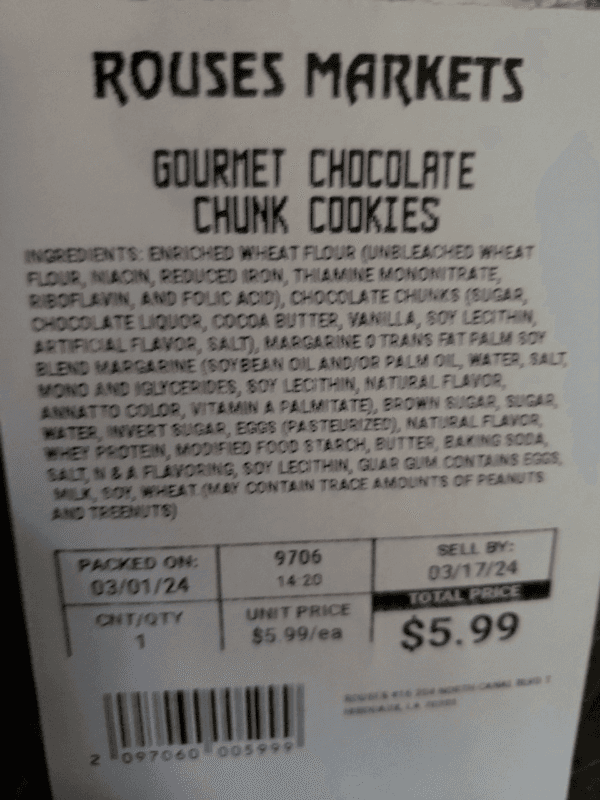 ROUSES MARKETS
GOURMET CHOCOLATE
CHUNK COOKIES
INGREDIENTS: ENRICHED WHEAT FLOUR (UNBLEACHED WHEAT
FLOUR, NIACIN, REDUCED IRON, THIAMINE MONONITRATE,
RIBOFLAVIN, AND FOLIC ACID), CHOCOLATE CHUNKS (SUGAR,
CHOCOLATE LIQUOR, COCOA BUTTER, VANILLA, SOY LECITHIN,
ARTIFICIAL FLAVOR, SALT), MARGARINE 0 TRANS FAT PALM SOY
BLEND MARGARINE (SOYBEAN OIL AND/OR PALM OIL, WATER, SALT,
MONO AND IGLYCERIDES, SOY LECITHIN, NATURAL FLAVOR,
ANNATTO COLOR, VITAMIN A PALMITATE), BROWN SUGAR, SUGAR,
WATER, INVERT SUGAR, EGGS (PASTEURIZED), NATURAL FLAVOR,
WHEY PROTEIN, MODIFIED FOOD STARCH, BUTTER, BAKING SODA,
SALT, N & A FLAVORING, SOY LECITHIN, GUAR GUM.CONTAINS EGGS,
MILK, SOY, WHEAT.(MAY CONTAIN TRACE AMOUNTS OF PEANUTS
AND TREENUTS)
PACKED ON: 9706 SELL BY:
03/01/24 14:20 03/17/24
TOTAL PRICE
CNT/QTY UNIT PRICE
1 $5.99/ea $5.99
NORTH CANAL
LA
2 097060 005999